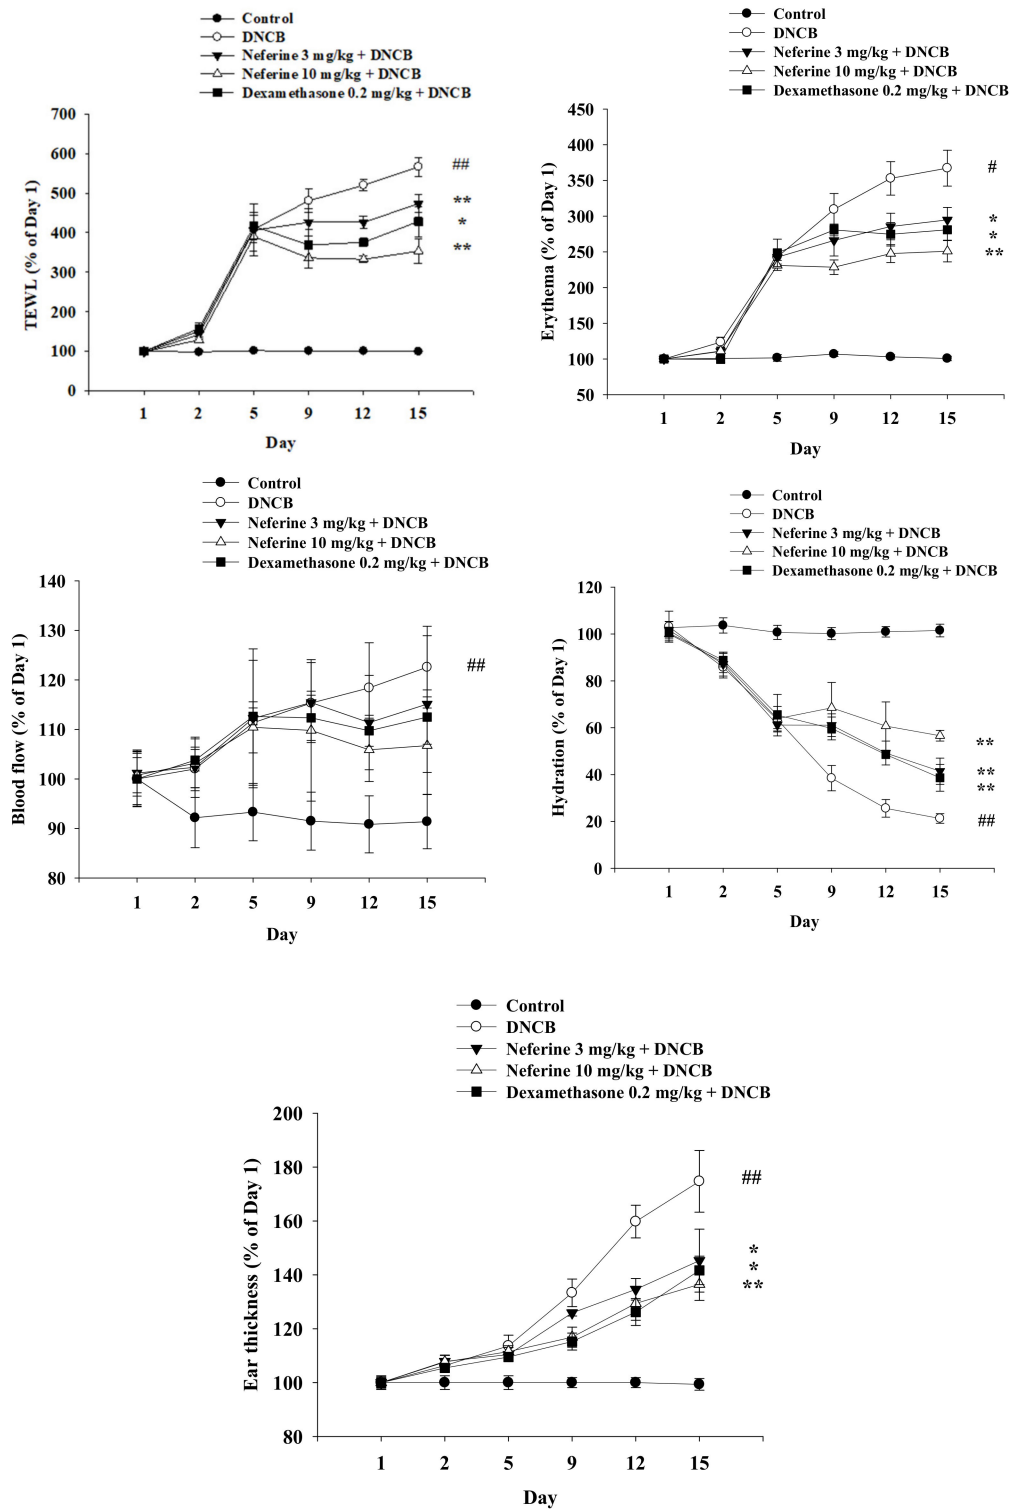 Control
DNCB
Neferine 3 mg/kg + DNCB
Neferine 10 mg/kg + DNCB
Dexamethasone 0.2 mg/kg + DNCB
TEWL (% of Day 1)
700
600
500
400
300
200
100
0
##
**
*
**
1 2 5 9 12 15
Day
Control
DNCB
Neferine 3 mg/kg + DNCB
Neferine 10 mg/kg + DNCB
Dexamethasone 0.2 mg/kg + DNCB
Erythema (% of Day 1)
450
400
350
300
250
200
150
100
50
#
*
*
**
1 2 5 9 12 15
Day
Control
DNCB
Neferine 3 mg/kg + DNCB
Neferine 10 mg/kg + DNCB
Dexamethasone 0.2 mg/kg + DNCB
Blood flow (% of Day 1)
140
130
120
110
100
90
80
##
1 2 5 9 12 15
Day
Control
DNCB
Neferine 3 mg/kg + DNCB
Neferine 10 mg/kg + DNCB
Dexamethasone 0.2 mg/kg + DNCB
Hydration (% of Day 1)
120
100
80
60
40
20
0
**
**
**
##
1 2 5 9 12 15
Day
Control
DNCB
Neferine 3 mg/kg + DNCB
Neferine 10 mg/kg + DNCB
Dexamethasone 0.2 mg/kg + DNCB
Ear thickness (% of Day 1)
200
180
160
140
120
100
80
##
*
*
**
1 2 5 9 12 15
Day